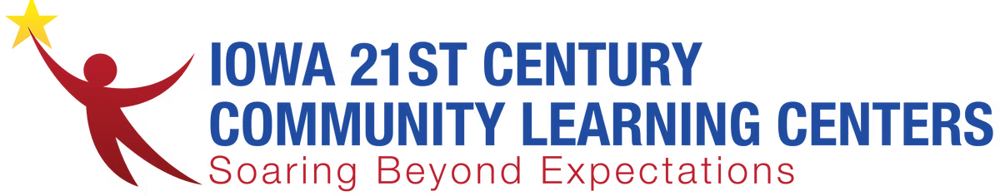 IOWA 21ST CENTURY
COMMUNITY LEARNING CENTERS
Soaring Beyond Expectations